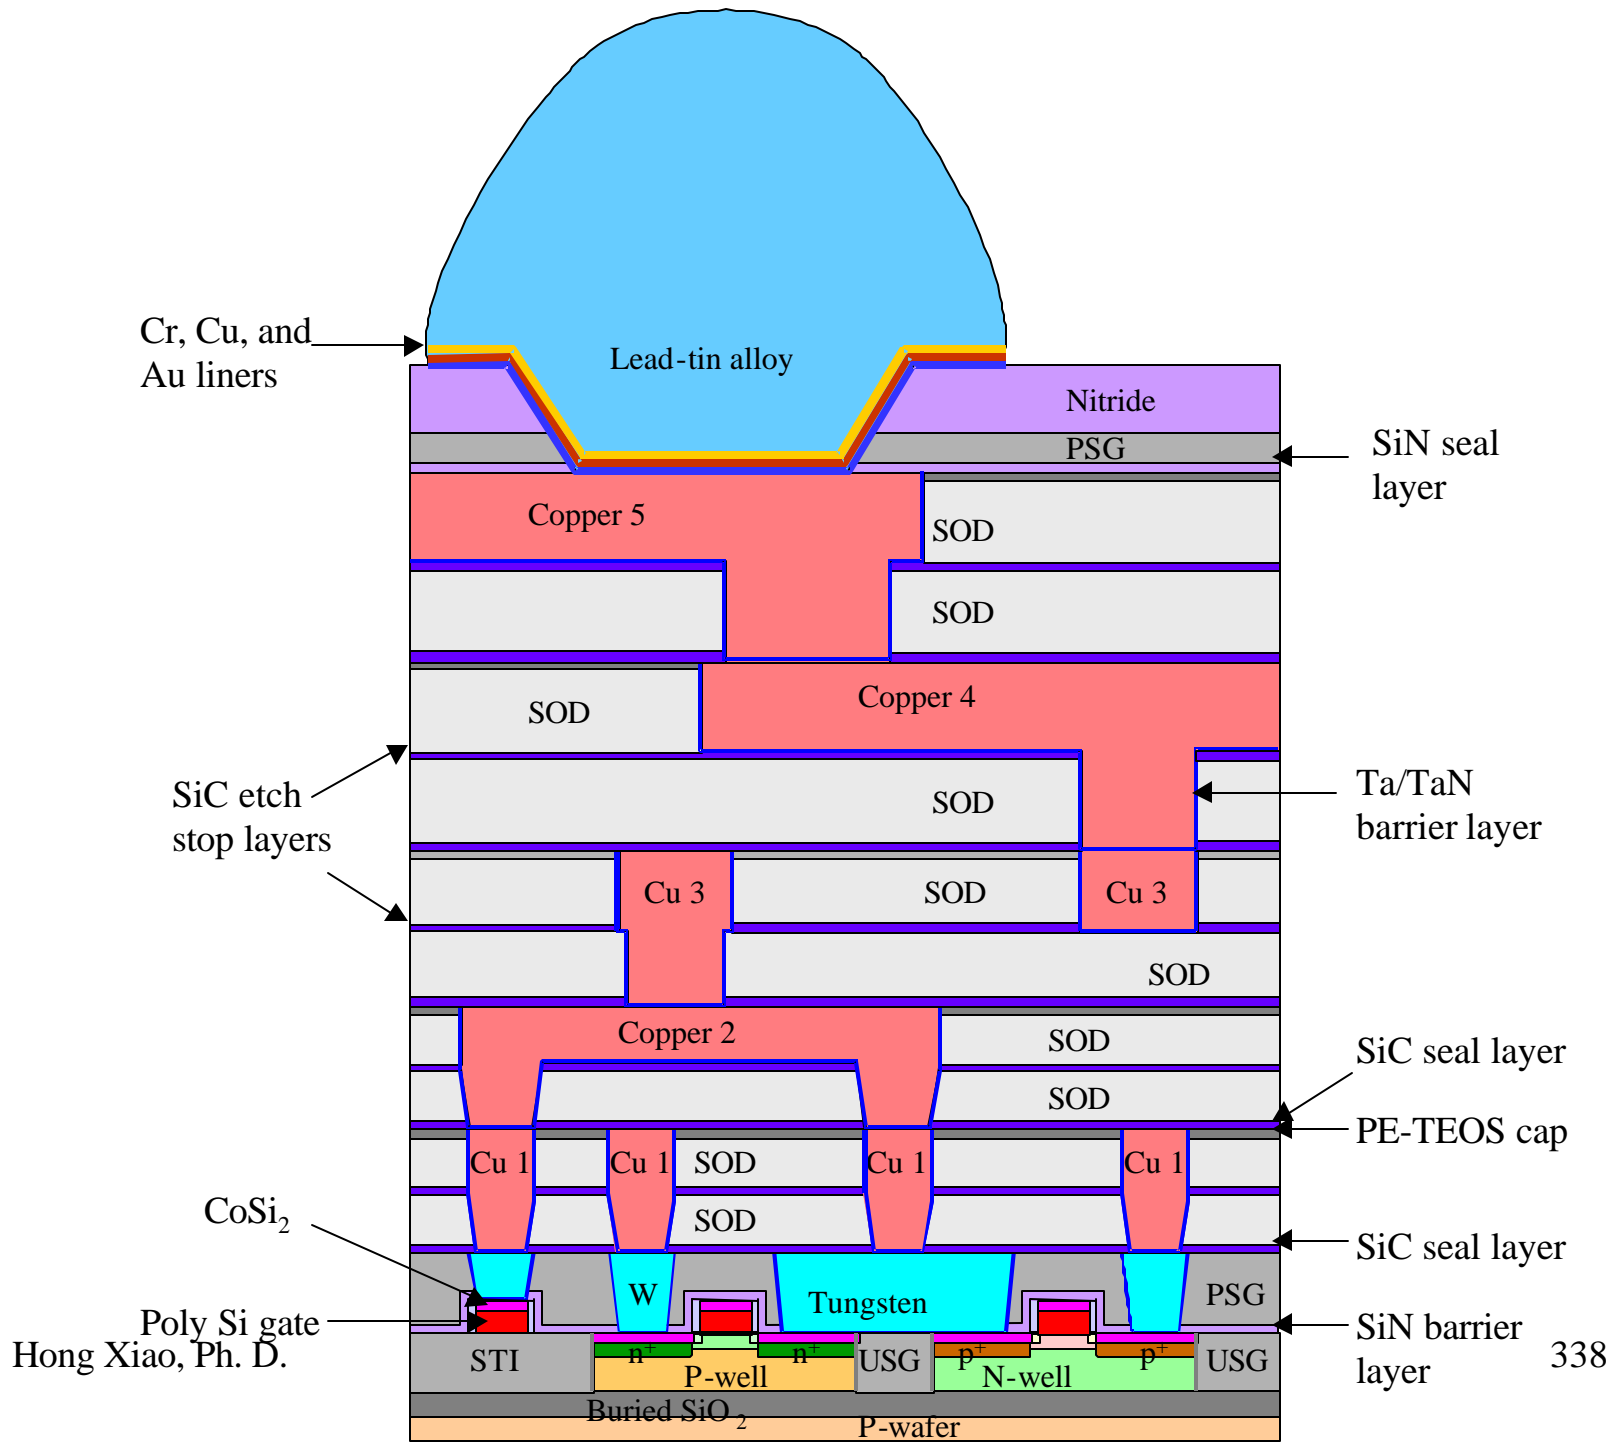 Cr, Cu, and
Au liners
Lead-tin alloy
Nitride
PSG
SiN seal
layer
Copper 5
SOD
SOD
Copper 4
SOD
SiC etch
stop layers
SOD
Ta/TaN
barrier layer
Cu 3
SOD
Cu 3
SOD
Copper 2
SOD
SiC seal layer
SOD
PE-TEOS cap
Cu 1
Cu 1
SOD
Cu 1
Cu 1
CoSi₂
SOD
SiC seal layer
W
Tungsten
PSG
Poly Si gate
SiN barrier
layer
Hong Xiao, Ph. D.
STI
n⁺
n⁺
USG
p⁺
p⁺
USG
338
P-well
N-well
Buried SiO₂
P-wafer